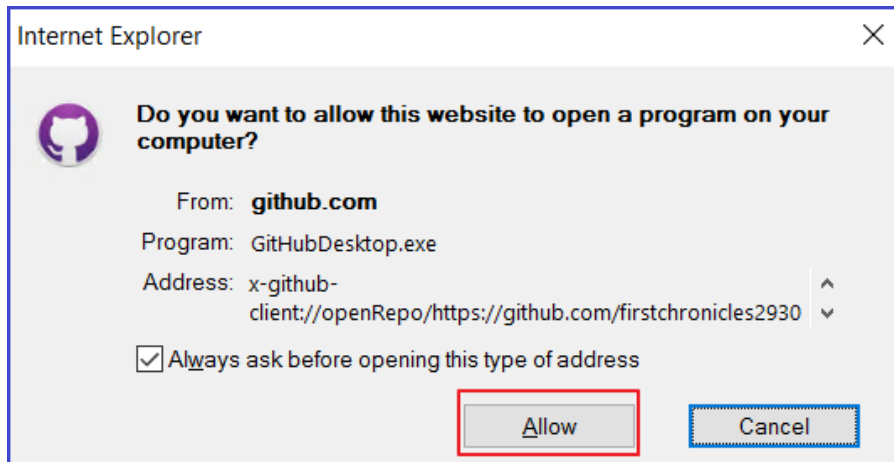 Internet Explorer
Do you want to allow this website to open a program on your
computer?
From: github.com
Program: GitHubDesktop.exe
Address: x-github-
client://openRepo/https://github.com/firstchronicles2930
Always ask before opening this type of address
Allow Cancel